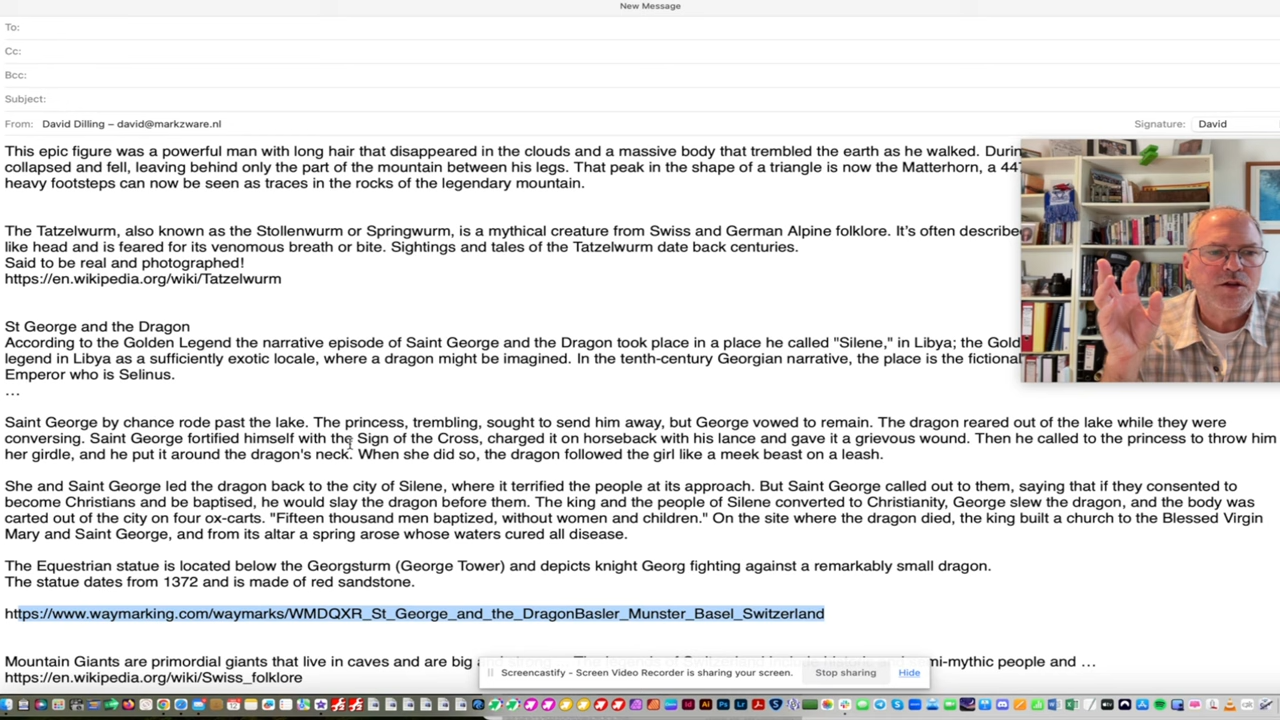 New Message
To:
Cc:
Bcc:
Subject:
From: David Dilling – david@markzware.nl Signature: David
This epic figure was a powerful man with long hair that disappeared in the clouds and a massive body that trembled the earth as he walked.
collapsed and fell, leaving behind only the part of the mountain between his legs. That peak in the shape of a triangle is now the Matterhorn, a
heavy footsteps can now be seen as traces in the rocks of the legendary mountain.
The Tatzelwurm, also known as the Stollenwurm or Springwurm, is a mythical creature from Swiss and German Alpine folklore. It's often
like head and is feared for its venomous breath or bite. Sightings and tales of the Tatzelwurm date back centuries.
Said to be real and photographed!
https://en.wikipedia.org/wiki/Tatzelwurm
St George and the Dragon
According to the Golden Legend the narrative episode of Saint George and the Dragon took place in a place he called "Silene," in Libya; the
legend in Libya as a sufficiently exotic locale, where a dragon might be imagined. In the tenth-century Georgian narrative, the place is the fictional
Emperor who is Selinus.
…
Saint George by chance rode past the lake. The princess, trembling, sought to send him away, but George vowed to remain. The dragon reared out of the lake while they were
conversing. Saint George fortified himself with the Sign of the Cross, charged it on horseback with his lance and gave it a grievous wound. Then he called to the princess to throw him
her girdle, and he put it around the dragon's neck. When she did so, the dragon followed the girl like a meek beast on a leash.
She and Saint George led the dragon back to the city of Silene, where it terrified the people at its approach. But Saint George called out to them, saying that if they consented to
become Christians and be baptised, he would slay the dragon before them. The king and the people of Silene converted to Christianity, George slew the dragon, and the body was
carted out of the city on four ox-carts. "Fifteen thousand men baptized, without women and children." On the site where the dragon died, the king built a church to the Blessed Virgin
Mary and Saint George, and from its altar a spring arose whose waters cured all disease.
The Equestrian statue is located below the Georgsturm (George Tower) and depicts knight Georg fighting against a remarkably small dragon.
The statue dates from 1372 and is made of red sandstone.
https://www.waymarking.com/waymarks/WMDQXR_St_George_and_the_DragonBasler_Munster_Basel_Switzerland
Mountain Giants are primordial giants that live in caves and are big mi-mythic people and …
https://en.wikipedia.org/wiki/Swiss_folklore
Screencastify - Screen Video Recorder is sharing your screen. Stop sharing Hide